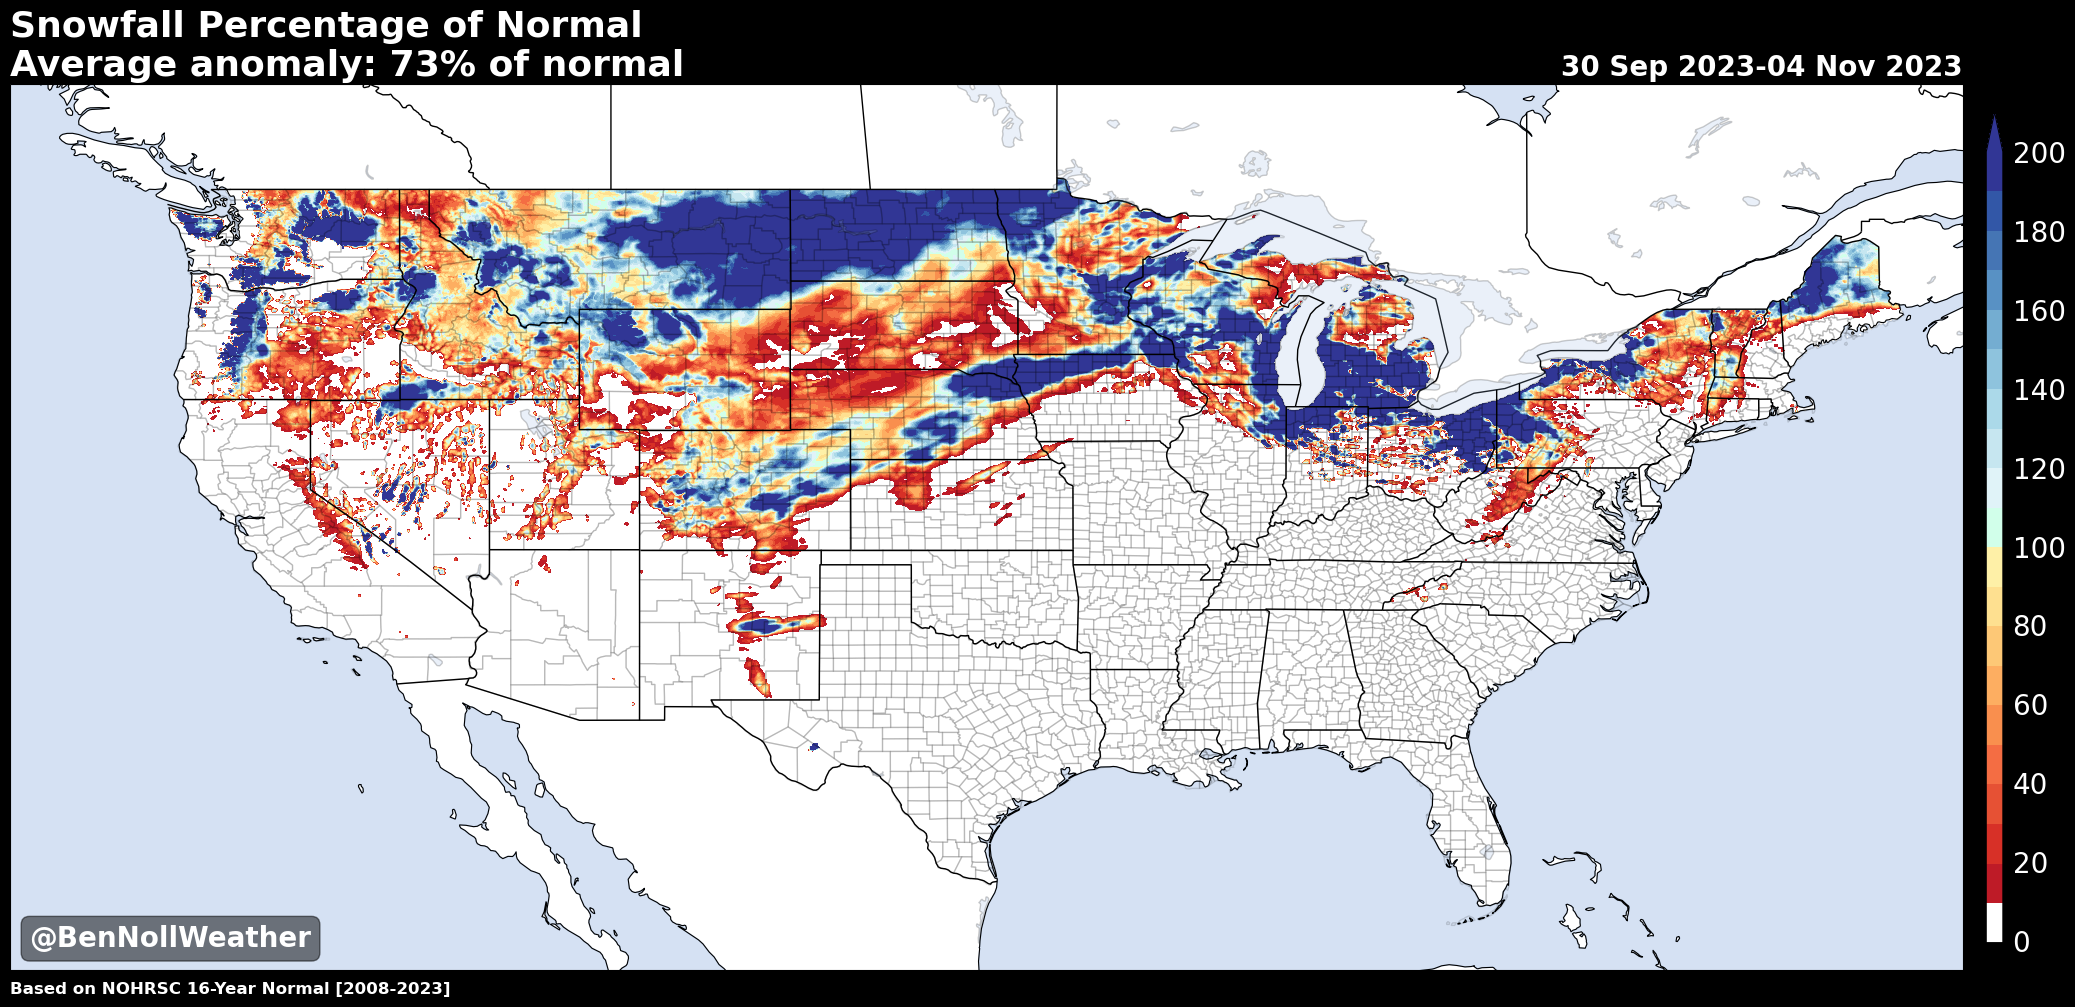 Snowfall Percentage of Normal
Average anomaly: 73% of normal
30 Sep 2023-04 Nov 2023
200
180
160
140
120
100
80
60
40
20
0
@BenNollWeather
Based on NOHRSC 16-Year Normal [2008-2023]